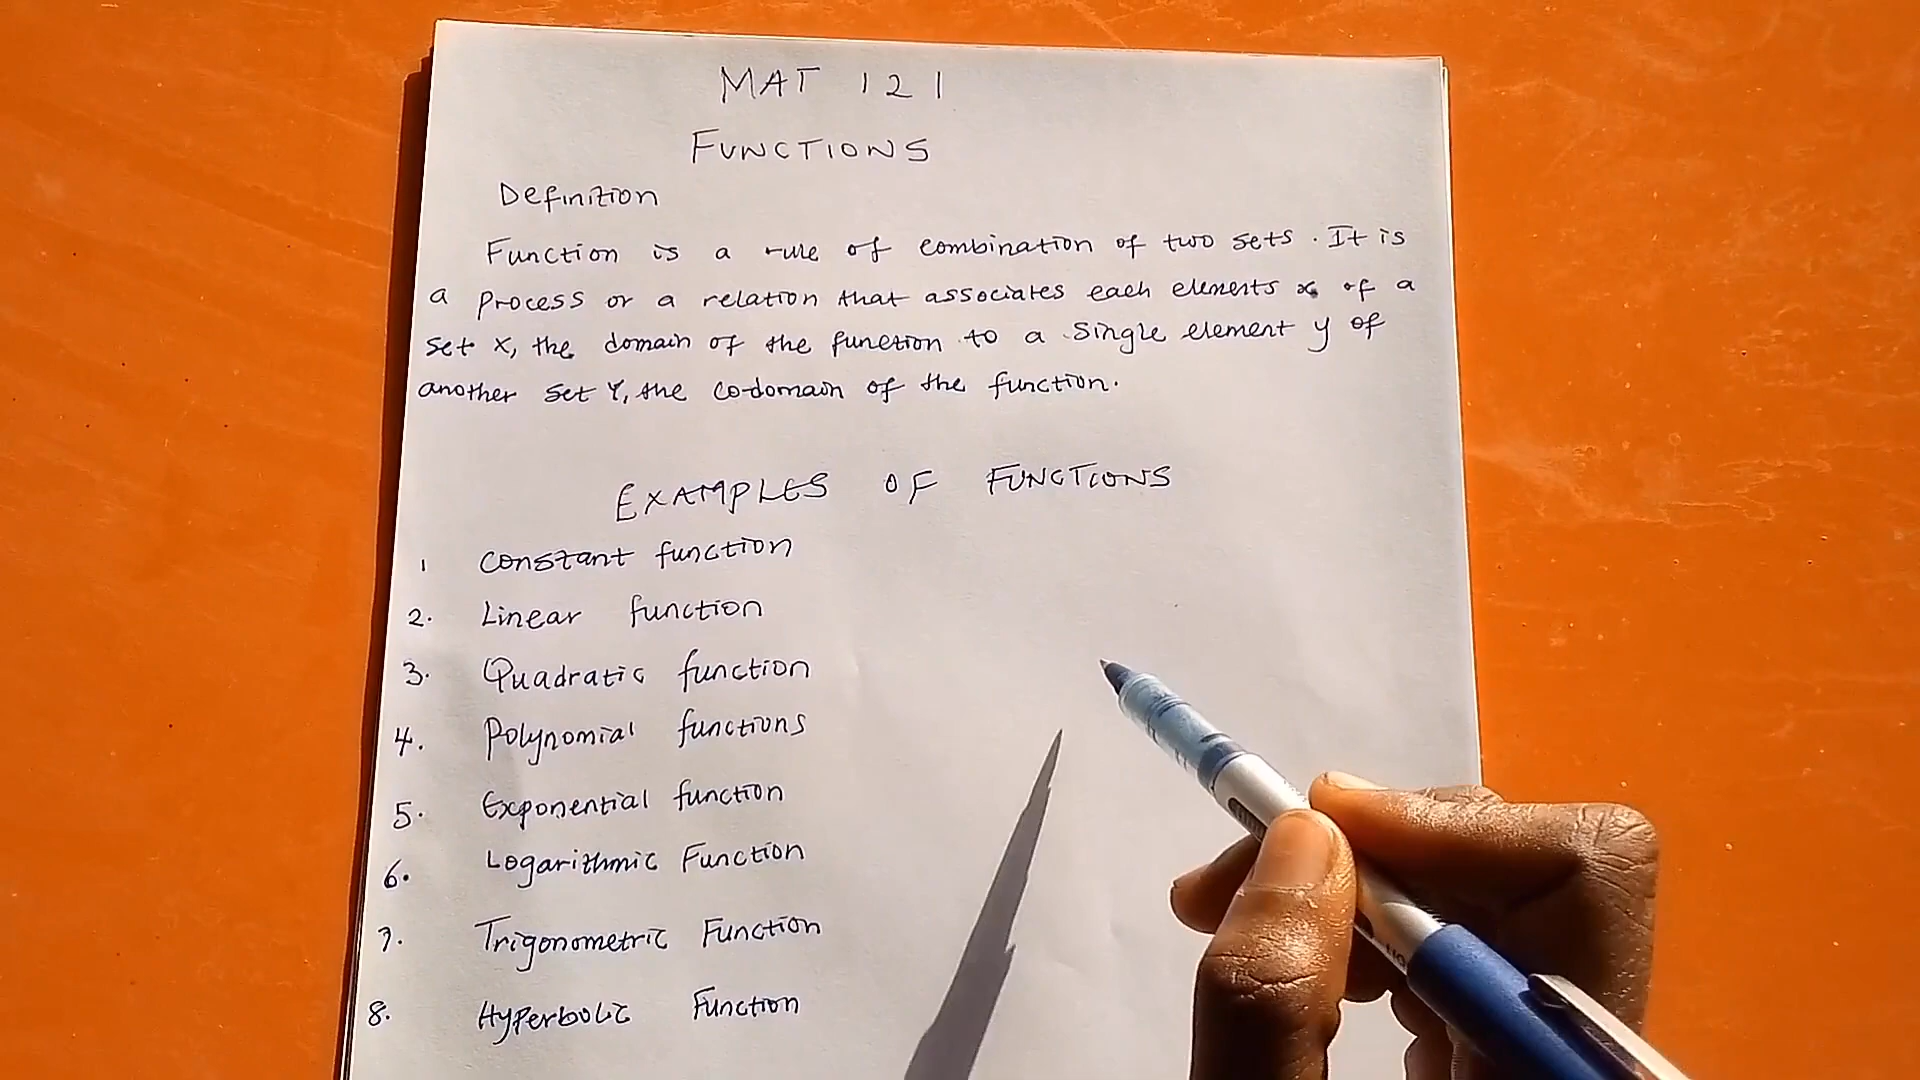 MAT 121
FUNCTIONS
Definition
Function is a rule of combination of two sets. It is
a process or a relation that associates each elements x of a
set X, the domain of the function to a single element y of
another set Y, the co-domain of the function.
EXAMPLES OF FUNCTIONS
1 Constant function
2. Linear function
3. Quadratic function
4. Polynomial functions
5. Exponential function
6. Logarithmic Function
7. Trigonometric Function
8. Hyperbolic Function